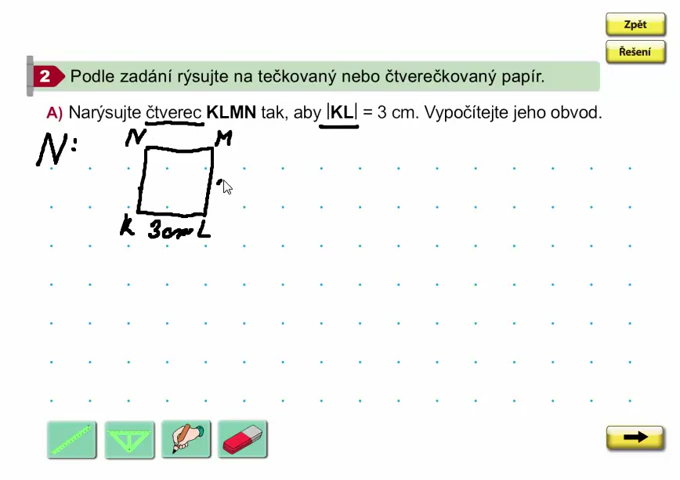 Zpět
Řešení
2 Podle zadání rýsujte na tečkovaný nebo čtverečkovaný papír.
A) Narýsujte čtverec KLMN tak, aby |KL| = 3 cm. Vypočítejte jeho obvod.
N: N M
K 3cm L